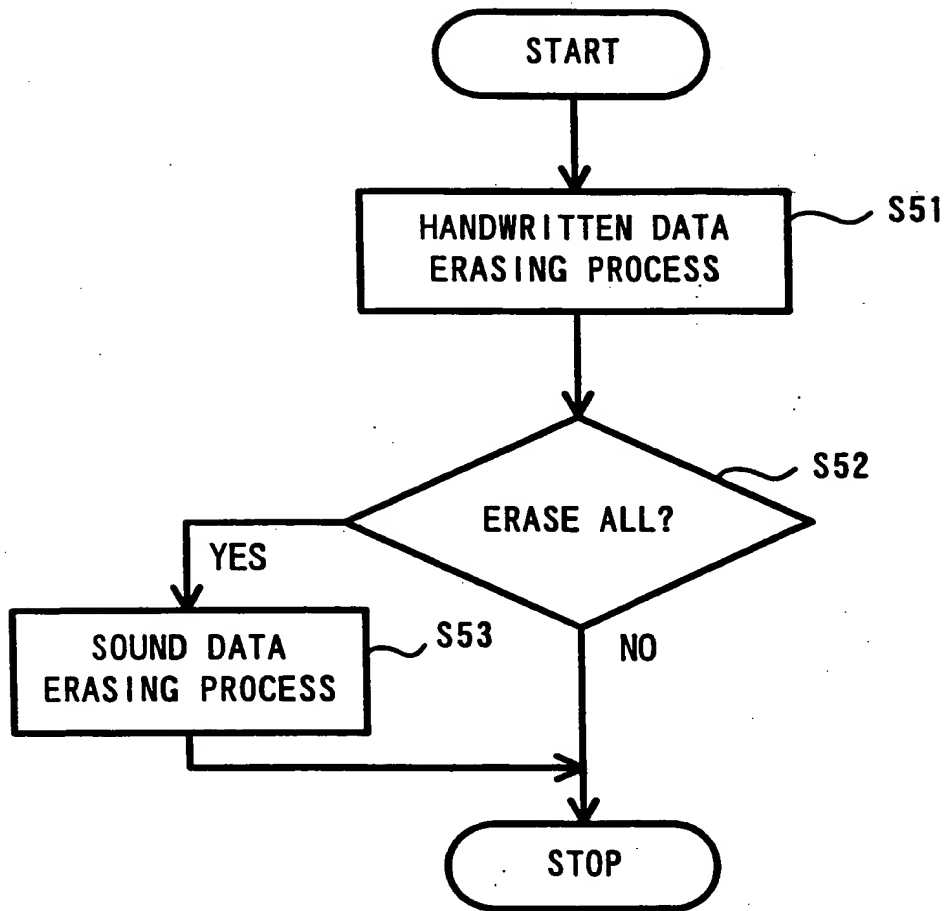 START
HANDWRITTEN DATA
ERASING PROCESS
S51
ERASE ALL?
S52
YES
NO
SOUND DATA
ERASING PROCESS
S53
STOP